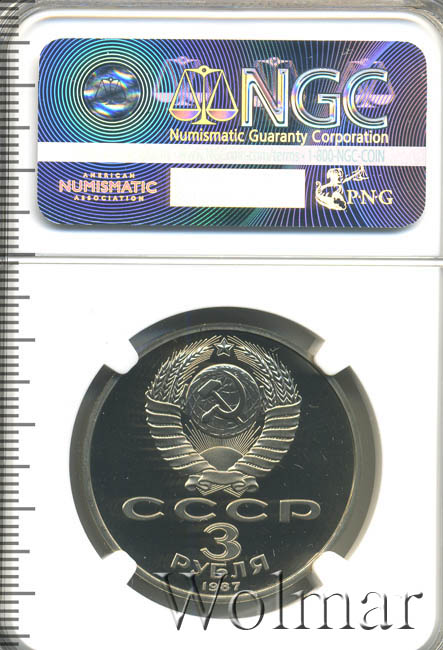 NGC
Numismatic Guaranty Corporation
1-800-NGC-COIN
AMERICAN
NUMISMATIC
ASSOCIATION
PNG
СССР
3
РУБЛЯ
1987
Wolmar